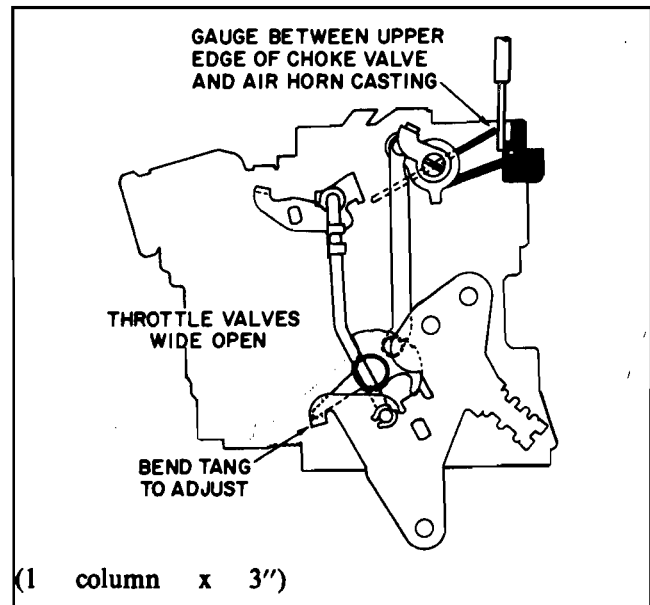 GAUGE BETWEEN UPPER
EDGE OF CHOKE VALVE
AND AIR HORN CASTING
THROTTLE VALVES
WIDE OPEN
BEND TANG
TO ADJUST
(1 column x 3″)